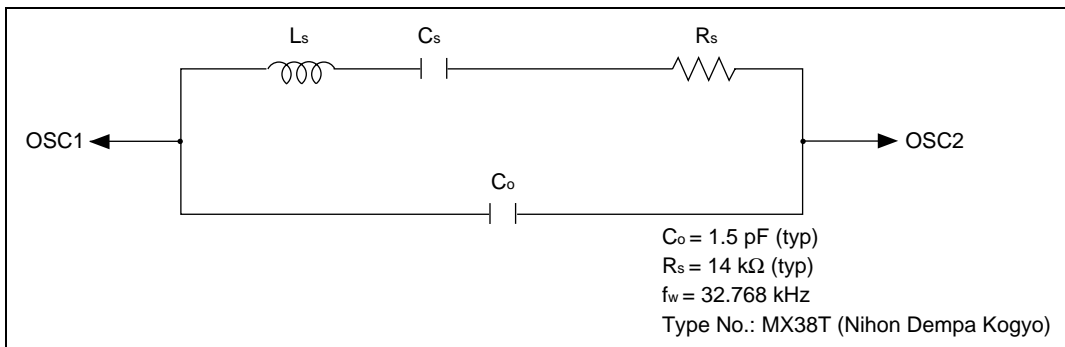 Ls
Cs
Rs
OSC1
OSC2
Co
Co = 1.5 pF (typ)
Rs = 14 kΩ (typ)
fw = 32.768 kHz
Type No.: MX38T (Nihon Dempa Kogyo)